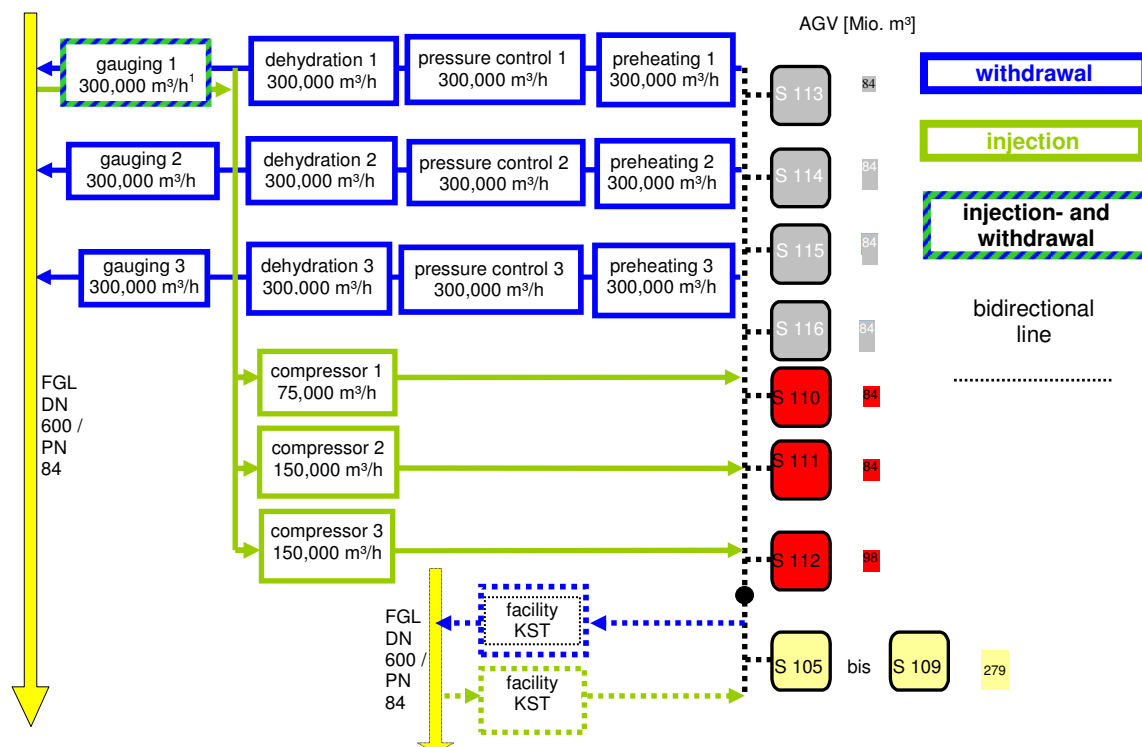 AGV [Mio. m³]
gauging 1
300,000 m³/h¹
dehydration 1
300,000 m³/h
pressure control 1
300,000 m³/h
preheating 1
300,000 m³/h
S 113
84
withdrawal
injection
gauging 2
300,000 m³/h
dehydration 2
300,000 m³/h
pressure control 2
300,000 m³/h
preheating 2
300,000 m³/h
S 114
84
injection- and
withdrawal
gauging 3
300,000 m³/h
dehydration 3
300,000 m³/h
pressure control 3
300,000 m³/h
preheating 3
300,000 m³/h
S 115
84
S 116
84
bidirectional
line
FGL
DN
600 /
PN
84
compressor 1
75,000 m³/h
S 110
84
compressor 2
150,000 m³/h
S 111
84
compressor 3
150,000 m³/h
S 112
98
FGL
DN
600 /
PN
84
facility
KST
facility
KST
S 105
bis
S 109
279